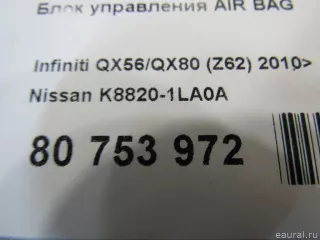 Блок управления AIR BAG
Infiniti QX56/QX80 (Z62) 2010>
Nissan K8820-1LA0A
80 753 972
eaural.ru